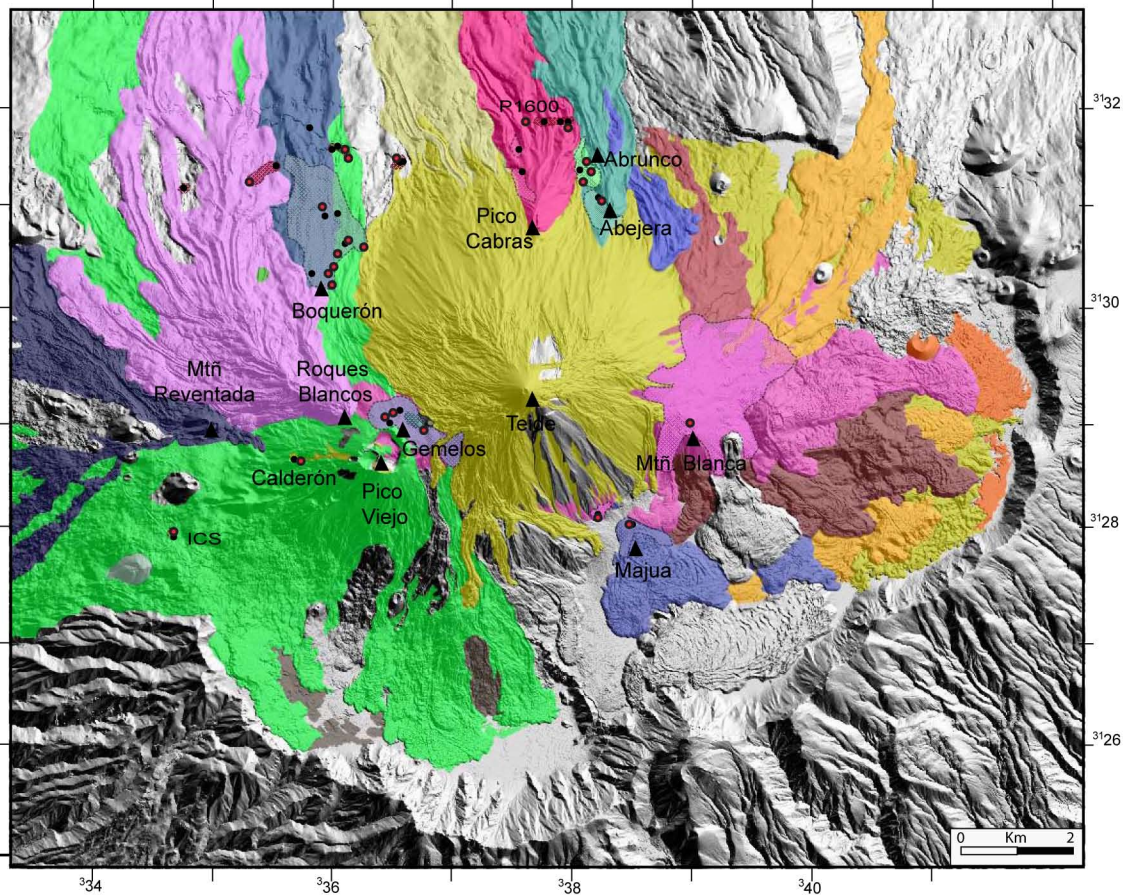 P1600
³¹32
Abrunco
Pico
Cabras
Abejera
Boquerón
³¹30
Mtñ
Reventada
Roques
Blancos
Teide
Gemelos
Mtñ. Blanca
Calderón
Pico
Viejo
³¹28
ICS
Majua
³¹26
0 Km 2
³34
³36
³38
³40